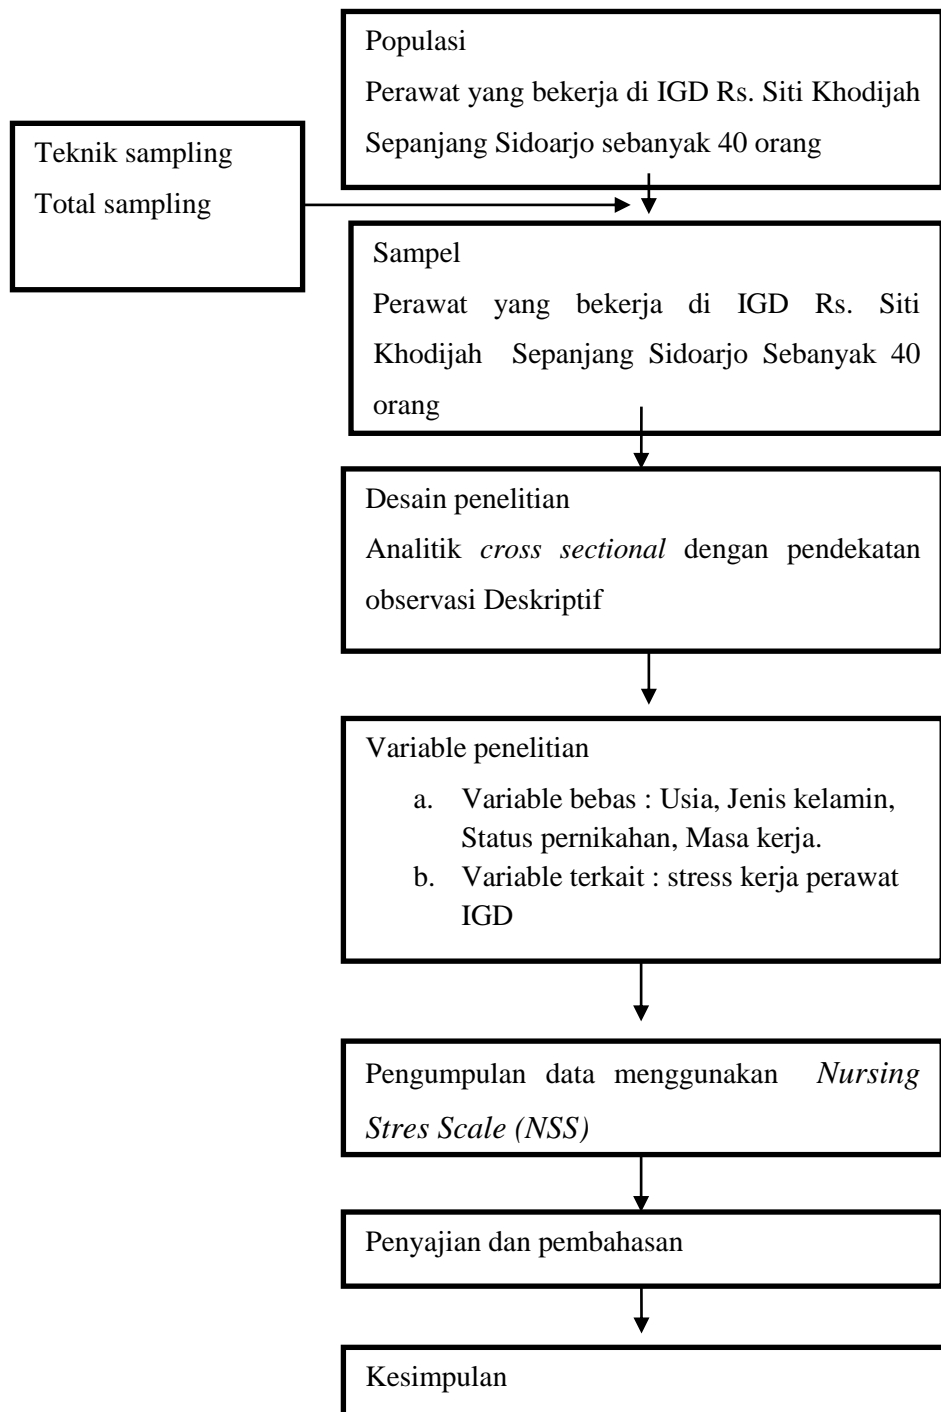 Populasi
Perawat yang bekerja di IGD Rs. Siti Khodijah
Sepanjang Sidoarjo sebanyak 40 orang
Teknik sampling
Total sampling
Sampel
Perawat yang bekerja di IGD Rs. Siti
Khodijah Sepanjang Sidoarjo Sebanyak 40
orang
Desain penelitian
Analitik cross sectional dengan pendekatan
observasi Deskriptif
Variable penelitian
a. Variable bebas : Usia, Jenis kelamin,
Status pernikahan, Masa kerja.
b. Variable terkait : stress kerja perawat
IGD
Pengumpulan data menggunakan Nursing
Stres Scale (NSS)
Penyajian dan pembahasan
Kesimpulan